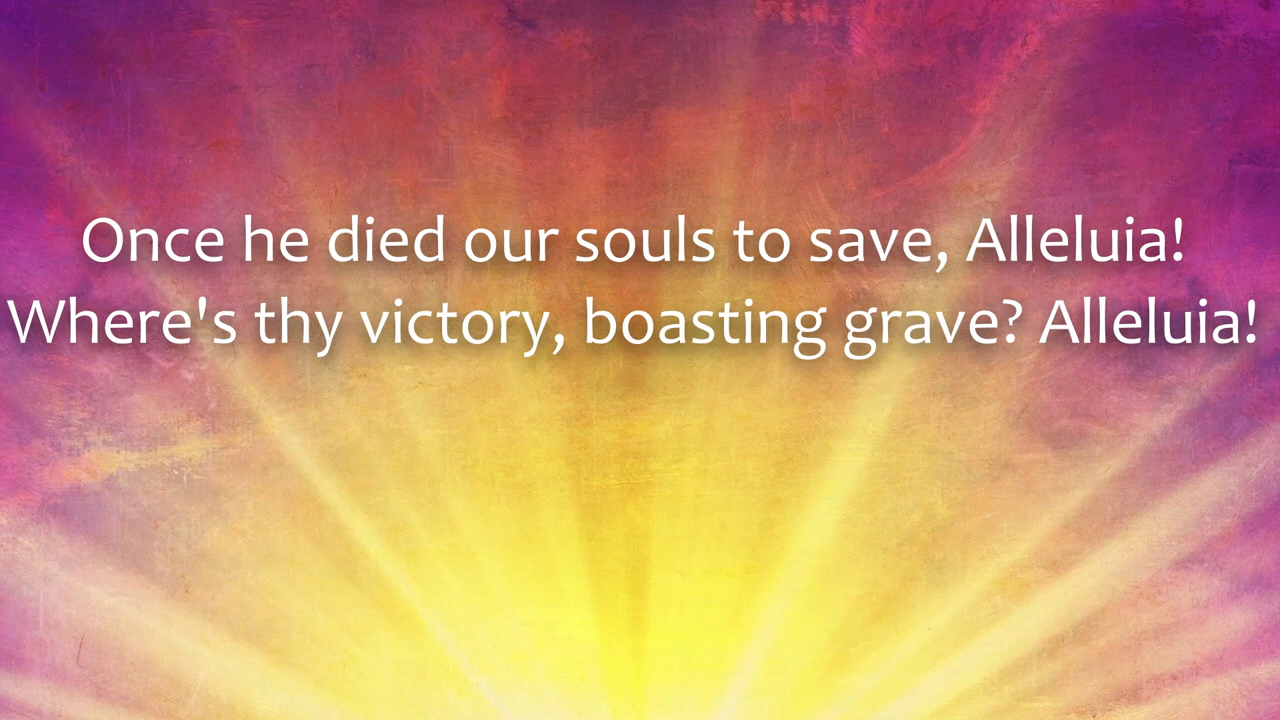 Once he died our souls to save, Alleluia!
Where's thy victory, boasting grave? Alleluia!